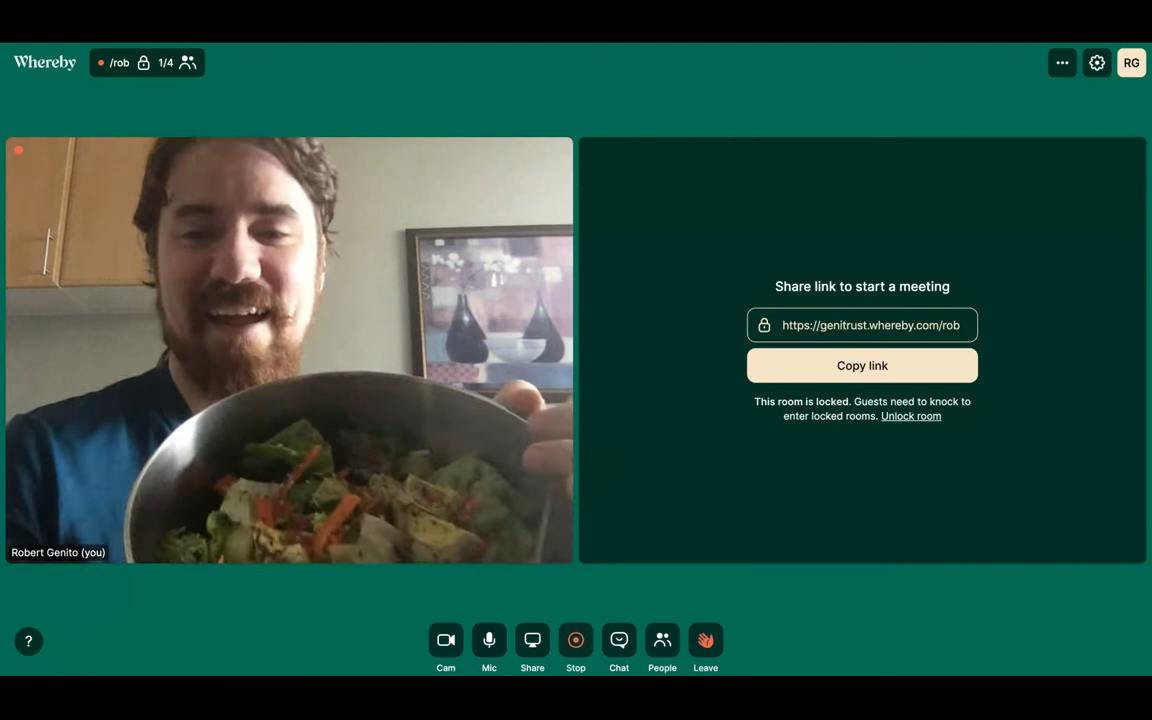 Whereby
/rob 1/4
RG
Share link to start a meeting
https://genitrust.whereby.com/rob
Copy link
This room is locked. Guests need to knock to
enter locked rooms. Unlock room
Robert Genito (you)
?
Cam Mic Share Stop Chat People Leave